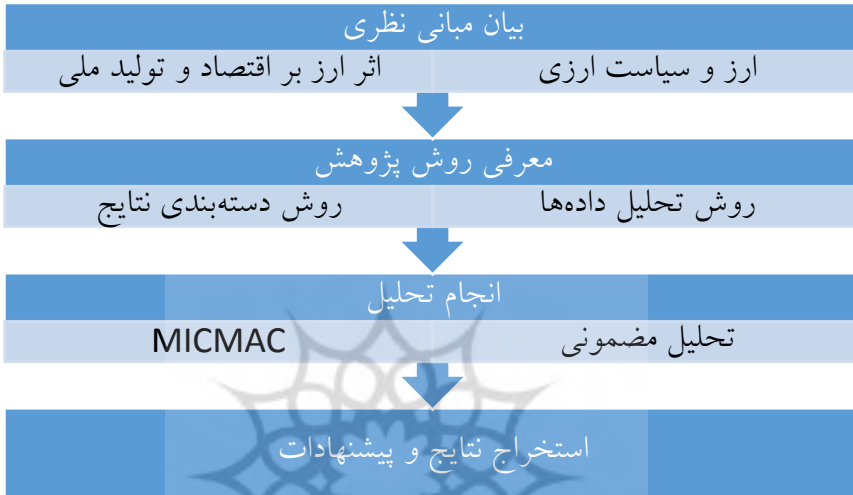 بیان مبانی نظری
ارز و سیاست ارزی
اثر ارز بر اقتصاد و تولید ملی
معرفی روش پژوهش
روش تحلیل داده‌ها
روش دسته‌بندی نتایج
انجام تحلیل
تحلیل مضمونی
MICMAC
استخراج نتایج و پیشنهادات